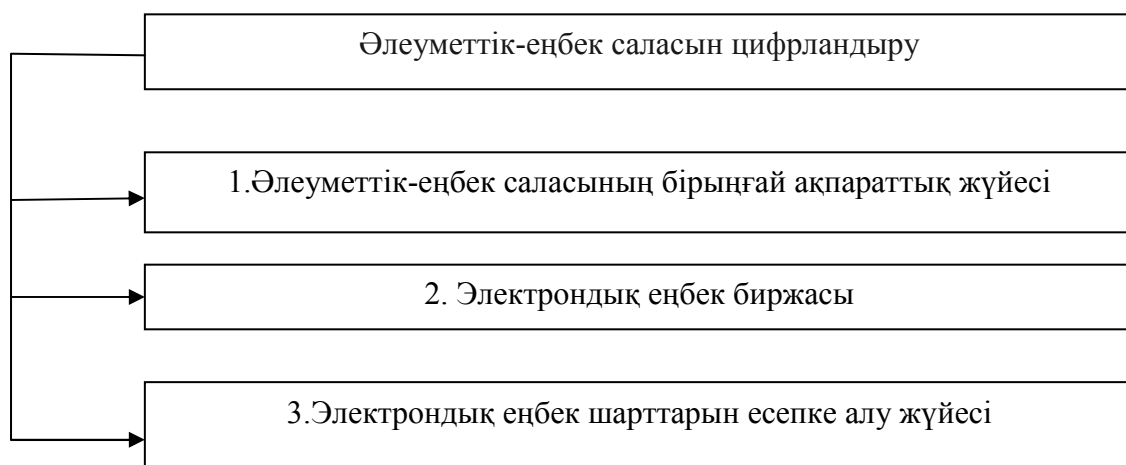 Әлеуметтік-еңбек саласын цифрландыру
1.Әлеуметтік-еңбек саласының бірыңғай ақпараттық жүйесі
2. Электрондық еңбек биржасы
3.Электрондық еңбек шарттарын есепке алу жүйесі